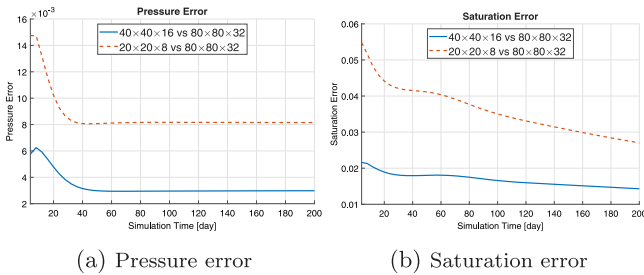 ×10⁻³
Pressure Error
40×40×16 vs 80×80×32
20×20×8 vs 80×80×32
Pressure Error
16
14
12
10
8
6
4
2
20 40 60 80 100 120 140 160 180 200
Simulation Time [day]
(a) Pressure error
Saturation Error
40×40×16 vs 80×80×32
20×20×8 vs 80×80×32
Saturation Error
0.06
0.05
0.04
0.03
0.02
0.01
20 40 60 80 100 120 140 160 180 200
Simulation Time [day]
(b) Saturation error